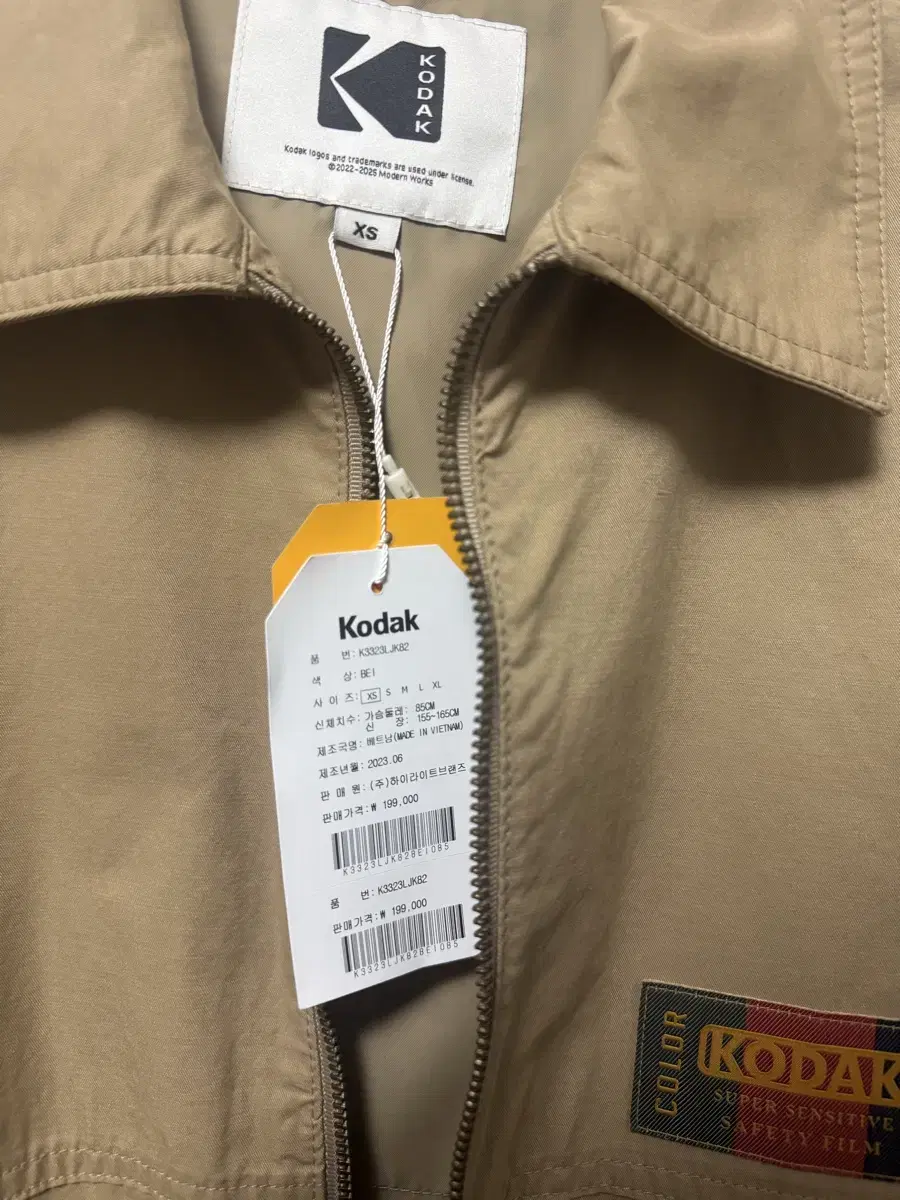 KODAK
Kodak logos and trademarks are used under license.
©2022-2025 Modern Works
XS
Kodak
품 번: K3323LJK82
색 상: BEI
사 이 즈: XS S M L XL
신체치수: 가슴둘레: 85CM
신 장: 155~165CM
제조국명: 베트남(MADE IN VIETNAM)
제조년월: 2023.06
판 매 원: (주)하이라이트브랜즈
판매가격:₩ 199,000
K3323LJK82BEI085
품 번: K3323LJK82
판매가격:₩ 199,000
K3323LJK82BEI085
COLOR
KODAK
SUPER SENSITIVE
SAFETY FILM